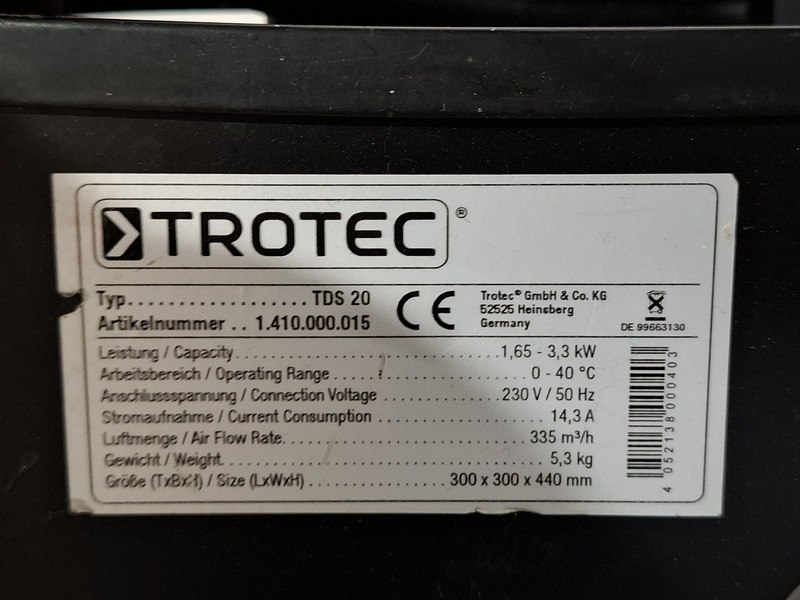 TROTEC®
Typ.................. TDS 20
Artikelnummer .. 1.410.000.015
CE
Trotec® GmbH & Co. KG
52525 Heinsberg
Germany
DE 99663130
Leistung / Capacity.............................1,65 - 3,3 kW
Arbeitsbereich / Operating Range.................... 0 - 40 °C
Anschlussspannung / Connection Voltage ............230 V / 50 Hz
Stromaufnahme / Current Consumption ................. 14,3 A
Luftmenge / Air Flow Rate........................ 335 m³/h
Gewicht / Weight................................. 5,3 kg
Größe (TxBxH) / Size (LxWxH) ............. 300 x 300 x 440 mm
4 052138 000403